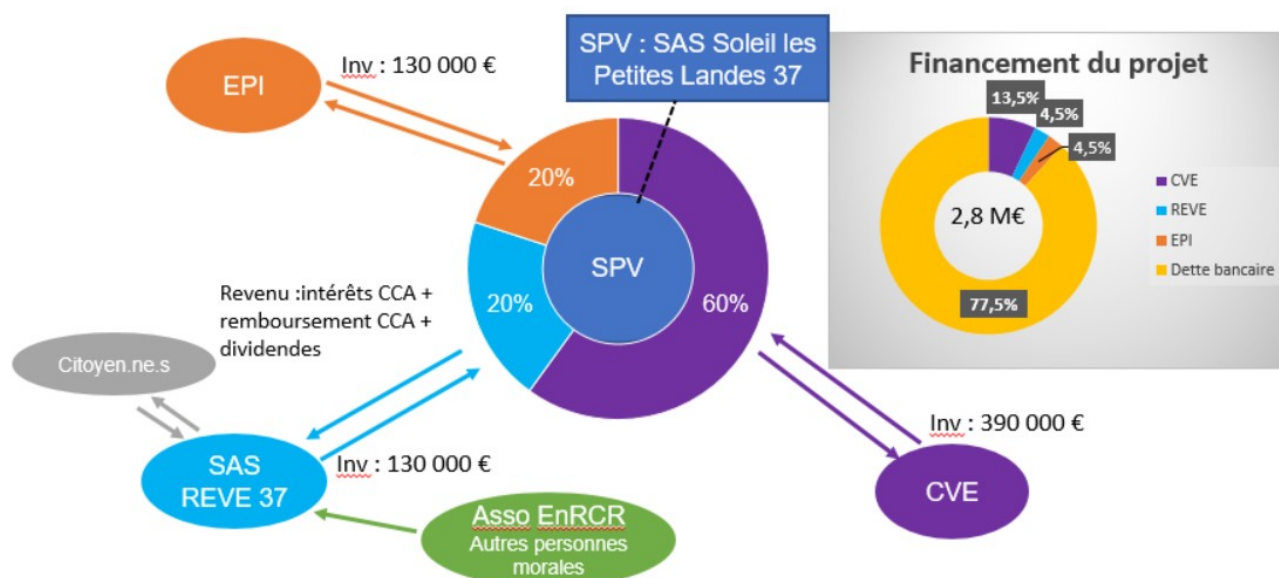 SPV : SAS Soleil les
Petites Landes 37
Inv : 130 000 €
EPI
20%
20%
60%
SPV
Revenu :intérêts CCA +
remboursement CCA +
dividendes
Citoyen.ne.s
SAS
REVE 37
Inv : 130 000 €
Asso EnRCR
Autres personnes
morales
Inv : 390 000 €
CVE
Financement du projet
13,5%
4,5%
4,5%
2,8 M€
77,5%
CVE
REVE
EPI
Dette bancaire